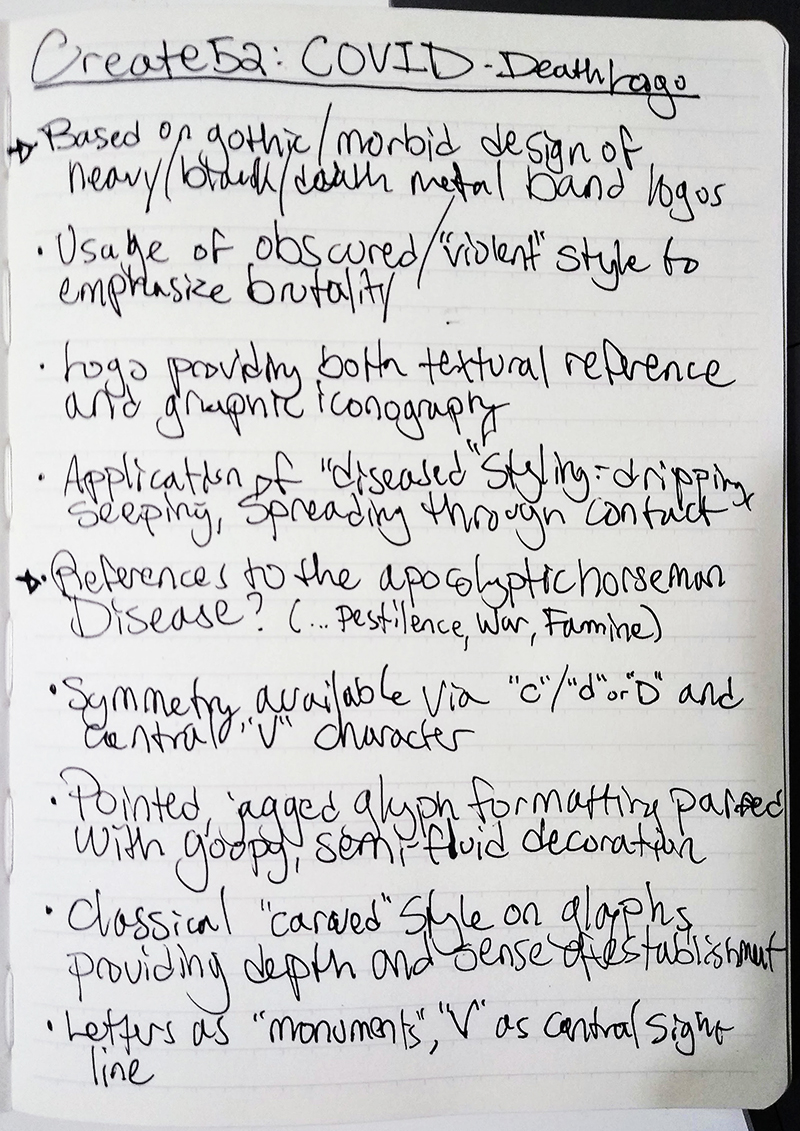 Create52: COVID-Death Logo
→ Based on gothic/morbid design of
heavy/black/death metal band logos
• Usage of obscured/"violent" style to
emphasize brutality
• Logo providing both textural reference
and graphic iconography
• Application of "diseased" styling: dripping,
seeping, spreading through contact
→• References to the apocolyptic horseman
Disease? (... Pestilence, War, Famine)
• Symmetry available via "c"/"d" or "D" and
central "V" character
• Pointed, jagged glyph formatting paired
with goopy, semi-fluid decoration
• Classical "carved" style on glyphs,
providing depth and sense of establishment
• Letters as "monuments", "V" as central sight
line